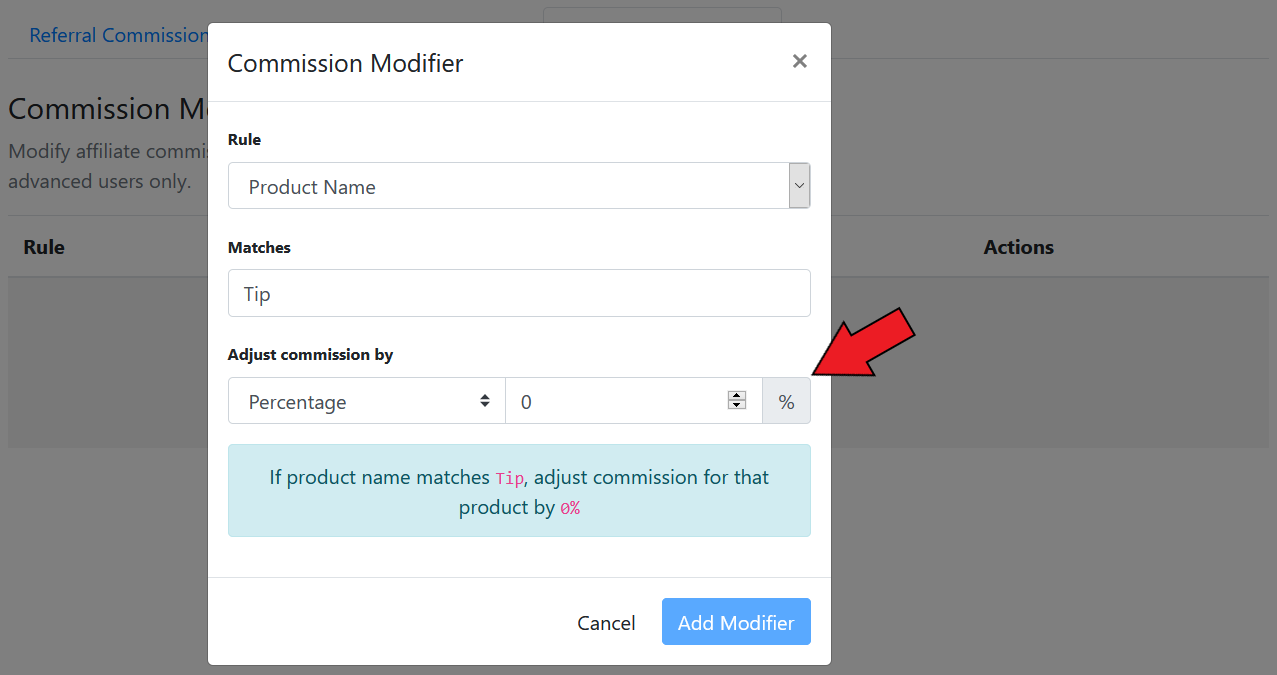 Referral Commission
Commission Modifier
×
Commission M
Modify affiliate commis
advanced users only.
Rule
Product Name
Rule
Actions
Matches
Tip
Adjust commission by
Percentage 0 %
If product name matches Tip, adjust commission for that
product by 0%
Cancel Add Modifier